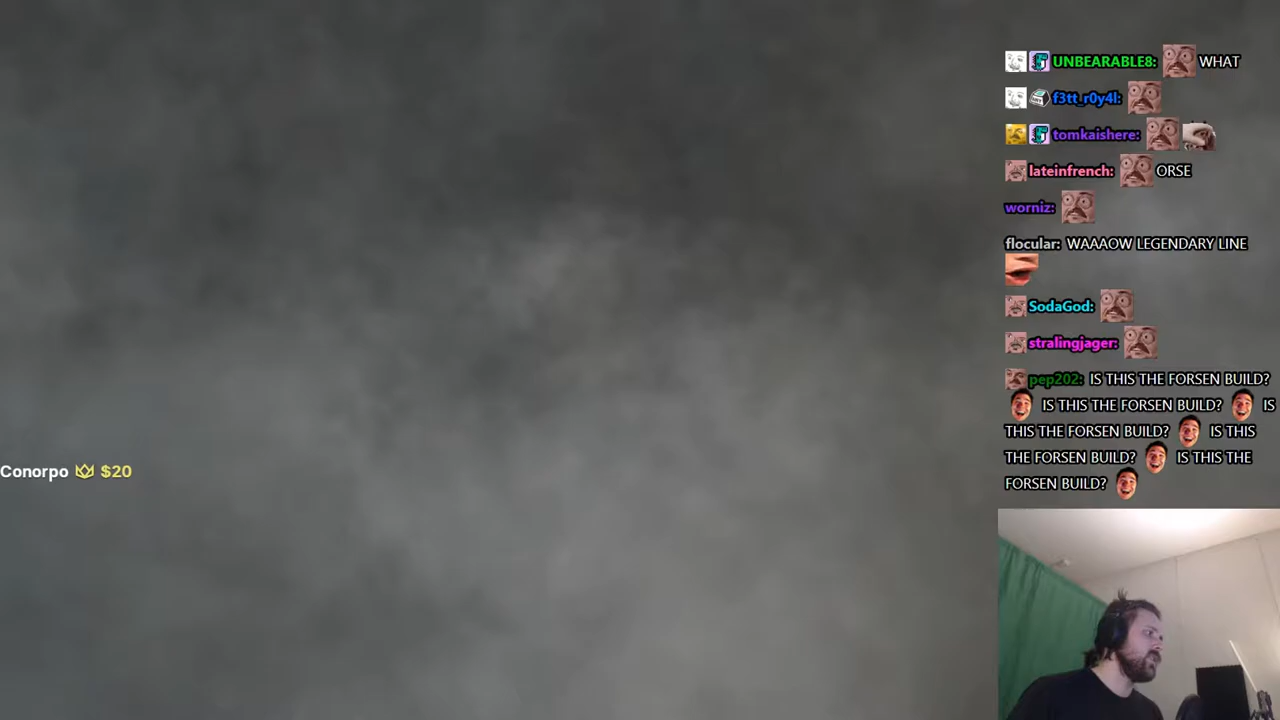 UNBEARABLE8: WHAT
f3tt_r0y4l:
tomkaishere:
lateinfrench: ORSE
worniz:
flocular: WAAAOW LEGENDARY LINE
SodaGod:
stralingjager:
pep202: IS THIS THE FORSEN BUILD?
IS THIS THE FORSEN BUILD? IS
THIS THE FORSEN BUILD? IS THIS
THE FORSEN BUILD? IS THIS THE
FORSEN BUILD?
Conorpo $20